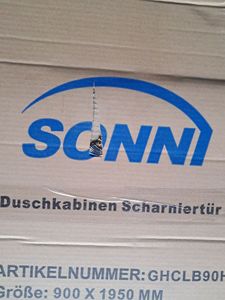 SONNI
Duschkabinen Scharniertür
ARTIKELNUMMER: GHCLB90H
Größe: 900 X 1950 MM